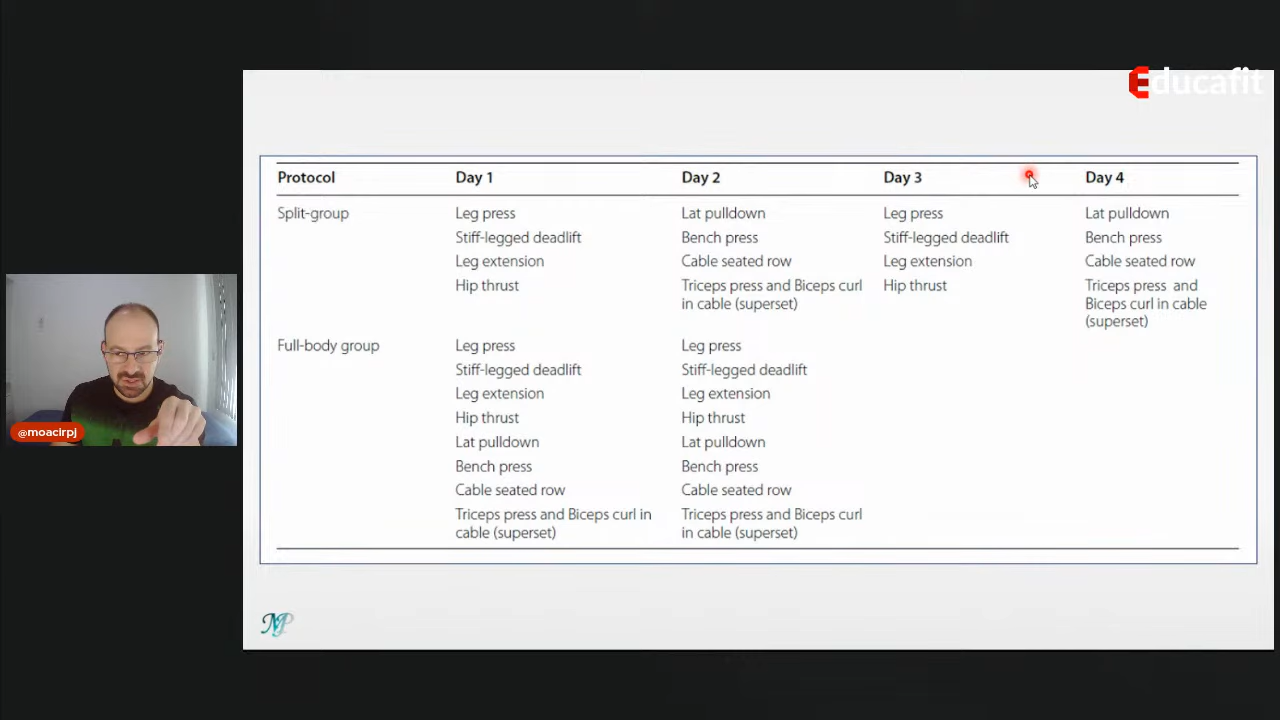 Educafit
Protocol Day 1 Day 2 Day 3 Day 4
Split-group Leg press Lat pulldown Leg press Lat pulldown
Stiff-legged deadlift Bench press Stiff-legged deadlift Bench press
Leg extension Cable seated row Leg extension Cable seated row
Hip thrust Triceps press and Biceps curl Hip thrust Triceps press and
in cable (superset) Biceps curl in cable
(superset)
Full-body group Leg press Leg press
Stiff-legged deadlift Stiff-legged deadlift
Leg extension Leg extension
Hip thrust Hip thrust
Lat pulldown Lat pulldown
Bench press Bench press
Cable seated row Cable seated row
Triceps press and Biceps curl in Triceps press and Biceps curl
cable (superset) in cable (superset)
@moacirpj
MP